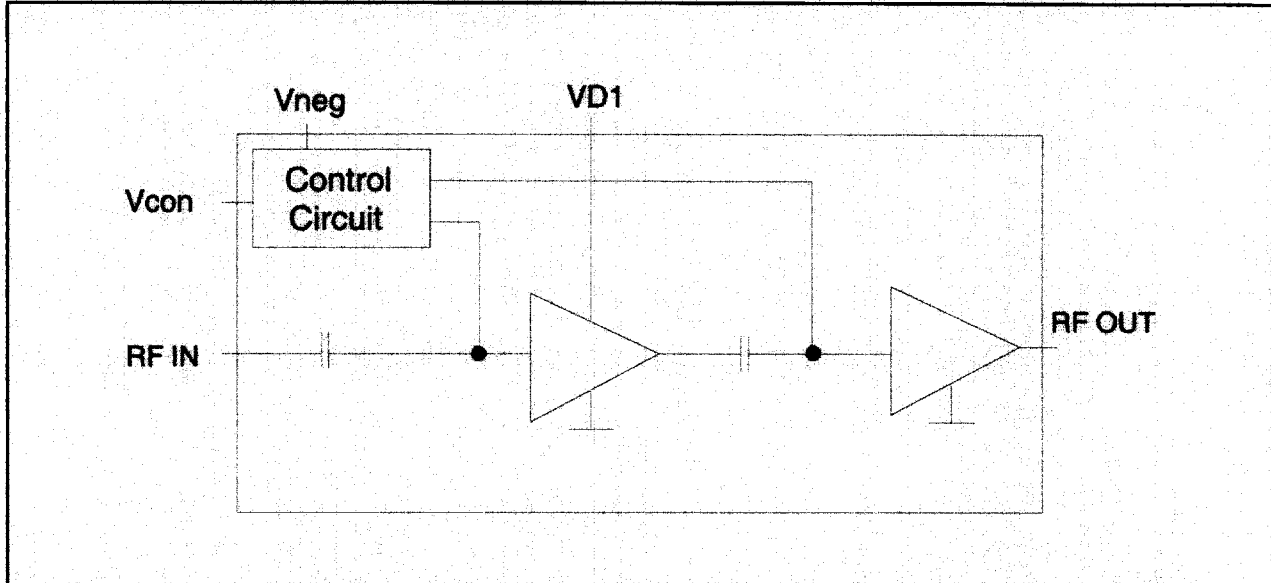 Vneg
VD1
Control
Circuit
Vcon
RF IN
RF OUT